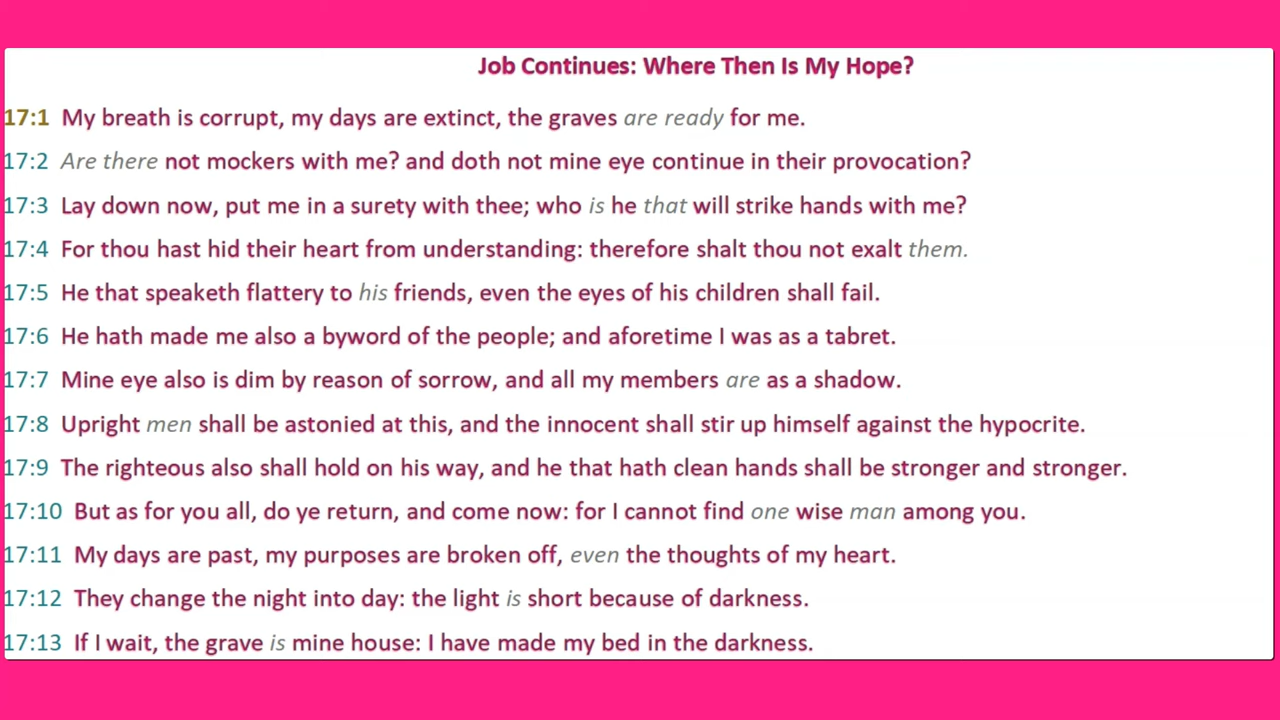 Job Continues: Where Then Is My Hope?
17:1 My breath is corrupt, my days are extinct, the graves are ready for me.
17:2 Are there not mockers with me? and doth not mine eye continue in their provocation?
17:3 Lay down now, put me in a surety with thee; who is he that will strike hands with me?
17:4 For thou hast hid their heart from understanding: therefore shalt thou not exalt them.
17:5 He that speaketh flattery to his friends, even the eyes of his children shall fail.
17:6 He hath made me also a byword of the people; and aforetime I was as a tabret.
17:7 Mine eye also is dim by reason of sorrow, and all my members are as a shadow.
17:8 Upright men shall be astonied at this, and the innocent shall stir up himself against the hypocrite.
17:9 The righteous also shall hold on his way, and he that hath clean hands shall be stronger and stronger.
17:10 But as for you all, do ye return, and come now: for I cannot find one wise man among you.
17:11 My days are past, my purposes are broken off, even the thoughts of my heart.
17:12 They change the night into day: the light is short because of darkness.
17:13 If I wait, the grave is mine house: I have made my bed in the darkness.